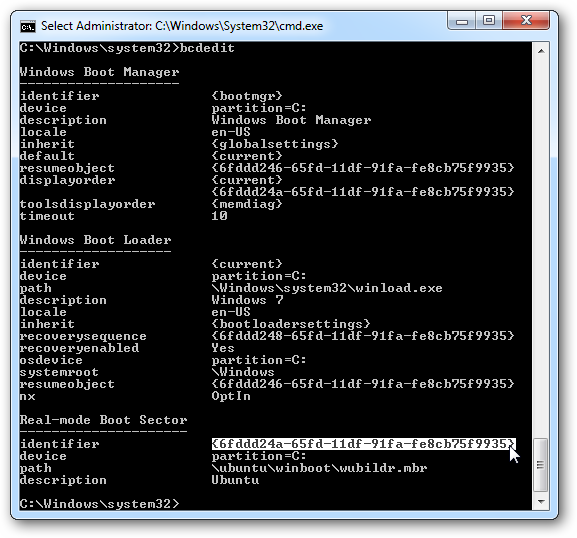 Select Administrator: C:\Windows\System32\cmd.exe
C:\Windows\system32>bcdedit
Windows Boot Manager
--------------------
identifier {bootmgr}
device partition=C:
description Windows Boot Manager
locale en-US
inherit {globalsettings}
default {current}
resumeobject {6fddd246-65fd-11df-91fa-fe8cb75f9935}
displayorder {current}
{6fddd24a-65fd-11df-91fa-fe8cb75f9935}
toolsdisplayorder {memdiag}
timeout 10
Windows Boot Loader
-------------------
identifier {current}
device partition=C:
path \Windows\system32\winload.exe
description Windows 7
locale en-US
inherit {bootloadersettings}
recoverysequence {6fddd248-65fd-11df-91fa-fe8cb75f9935}
recoveryenabled Yes
osdevice partition=C:
systemroot \Windows
resumeobject {6fddd246-65fd-11df-91fa-fe8cb75f9935}
nx OptIn
Real-mode Boot Sector
---------------------
identifier {6fddd24a-65fd-11df-91fa-fe8cb75f9935}
device partition=C:
path \ubuntu\winboot\wubildr.mbr
description Ubuntu
C:\Windows\system32>